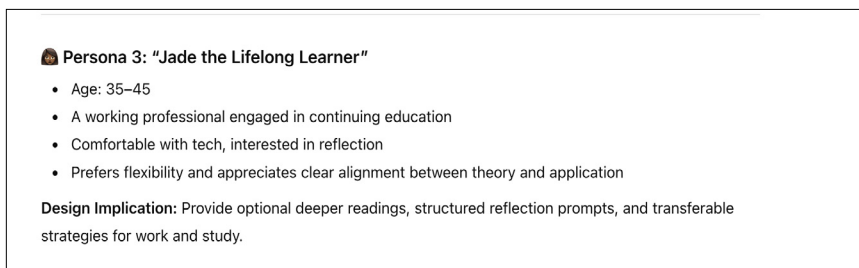 👩🏾 Persona 3: “Jade the Lifelong Learner”
• Age: 35–45
• A working professional engaged in continuing education
• Comfortable with tech, interested in reflection
• Prefers flexibility and appreciates clear alignment between theory and application
Design Implication: Provide optional deeper readings, structured reflection prompts, and transferable
strategies for work and study.